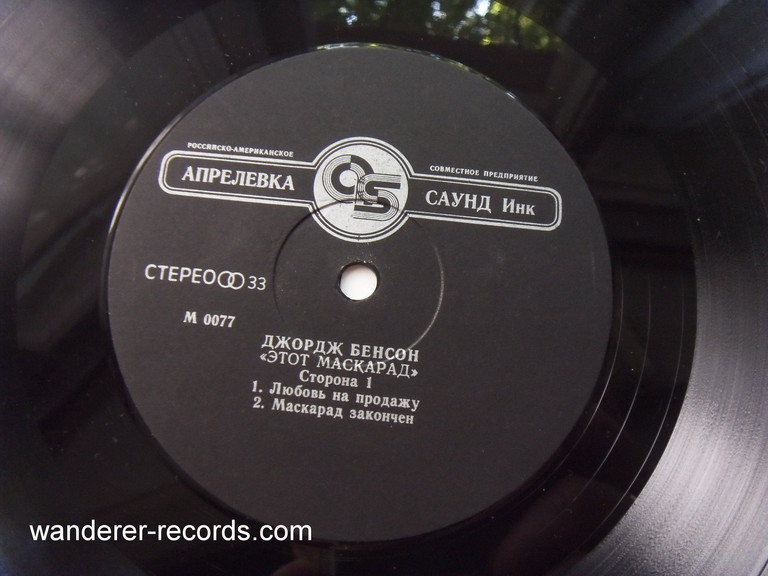 РОССИЙСКО-АМЕРИКАНСКОЕ
СОВМЕСТНОЕ ПРЕДПРИЯТИЕ
АПРЕЛЕВКА
САУНД Инк
СТЕРЕО 33
М 0077
ДЖОРДЖ БЕНСОН
«ЭТОТ МАСКАРАД»
Сторона 1
1. Любовь на продажу
2. Маскарад закончен
wanderer-records.com